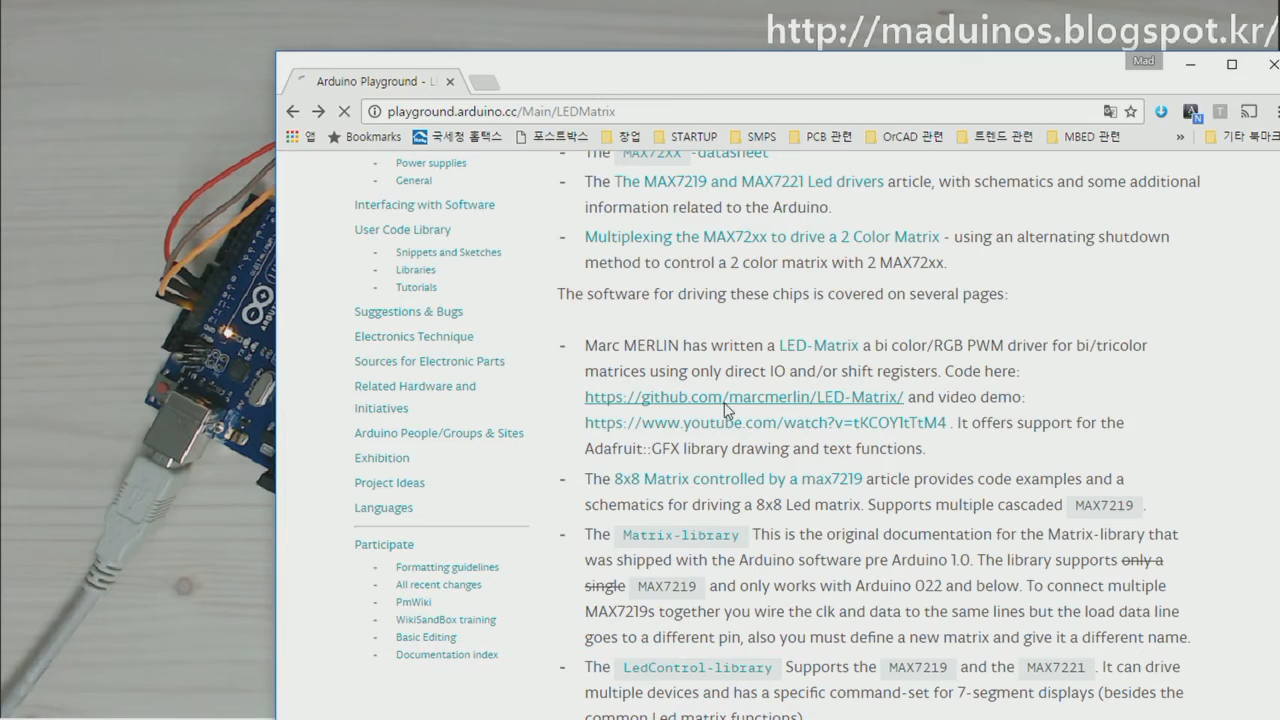 http://maduinos.blogspot.kr/
Mad
Arduino Playground - L
playground.arduino.cc/Main/LEDMatrix
앱 Bookmarks 국세청 홈택스 포스트박스 창업 STARTUP SMPS PCB 관련 OrCAD 관련 트렌드 관련 MBED 관련 » 기타 북마크
Power supplies
General
Interfacing with Software
User Code Library
Snippets and Sketches
Libraries
Tutorials
Suggestions & Bugs
Electronics Technique
Sources for Electronic Parts
Related Hardware and
Initiatives
Arduino People/Groups & Sites
Exhibition
Project Ideas
Languages
Participate
Formatting guidelines
All recent changes
PmWiki
WikiSandBox training
Basic Editing
Documentation index
The MAX72XX -datasheet
- The The MAX7219 and MAX7221 Led drivers article, with schematics and some additional
information related to the Arduino.
- Multiplexing the MAX72xx to drive a 2 Color Matrix - using an alternating shutdown
method to control a 2 color matrix with 2 MAX72xx.
The software for driving these chips is covered on several pages:
- Marc MERLIN has written a LED-Matrix a bi color/RGB PWM driver for bi/tricolor
matrices using only direct IO and/or shift registers. Code here:
https://github.com/marcmerlin/LED-Matrix/ and video demo:
https://www.youtube.com/watch?v=tKCOY1tTtM4 . It offers support for the
Adafruit::GFX library drawing and text functions.
- The 8x8 Matrix controlled by a max7219 article provides code examples and a
schematics for driving a 8x8 Led matrix. Supports multiple cascaded MAX7219 .
- The Matrix-library This is the original documentation for the Matrix-library that
was shipped with the Arduino software pre Arduino 1.0. The library supports only a
single MAX7219 and only works with Arduino 022 and below. To connect multiple
MAX7219s together you wire the clk and data to the same lines but the load data line
goes to a different pin, also you must define a new matrix and give it a different name.
- The LedControl-library Supports the MAX7219 and the MAX7221 . It can drive
multiple devices and has a specific command-set for 7-segment displays (besides the
common Led matrix functions)